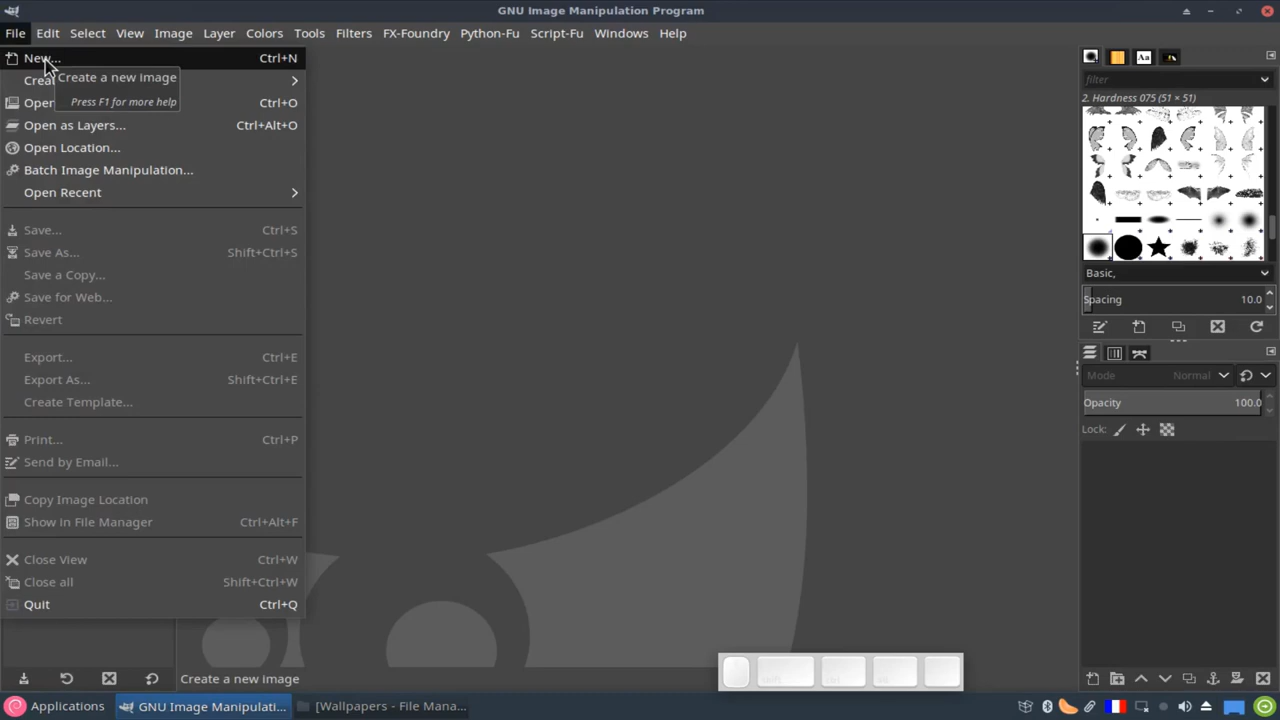 GNU Image Manipulation Program
File Edit Select View Image Layer Colors Tools Filters FX-Foundry Python-Fu Script-Fu Windows Help
New... Ctrl+N
Create a new image
Press F1 for more help
Open Ctrl+O
Open as Layers... Ctrl+Alt+O
Open Location...
Batch Image Manipulation...
Open Recent
Save... Ctrl+S
Save As... Shift+Ctrl+S
Save a Copy...
Save for Web...
Revert
Export... Ctrl+E
Export As... Shift+Ctrl+E
Create Template...
Print... Ctrl+P
Send by Email...
Copy Image Location
Show in File Manager Ctrl+Alt+F
Close View Ctrl+W
Close all Shift+Ctrl+W
Quit Ctrl+Q
Create a new image
filter
2. Hardness 075 (51 × 51)
Basic,
Spacing 10.0
Mode Normal
Opacity 100.0
Lock:
Applications GNU Image Manipulati... [Wallpapers - File Mana...